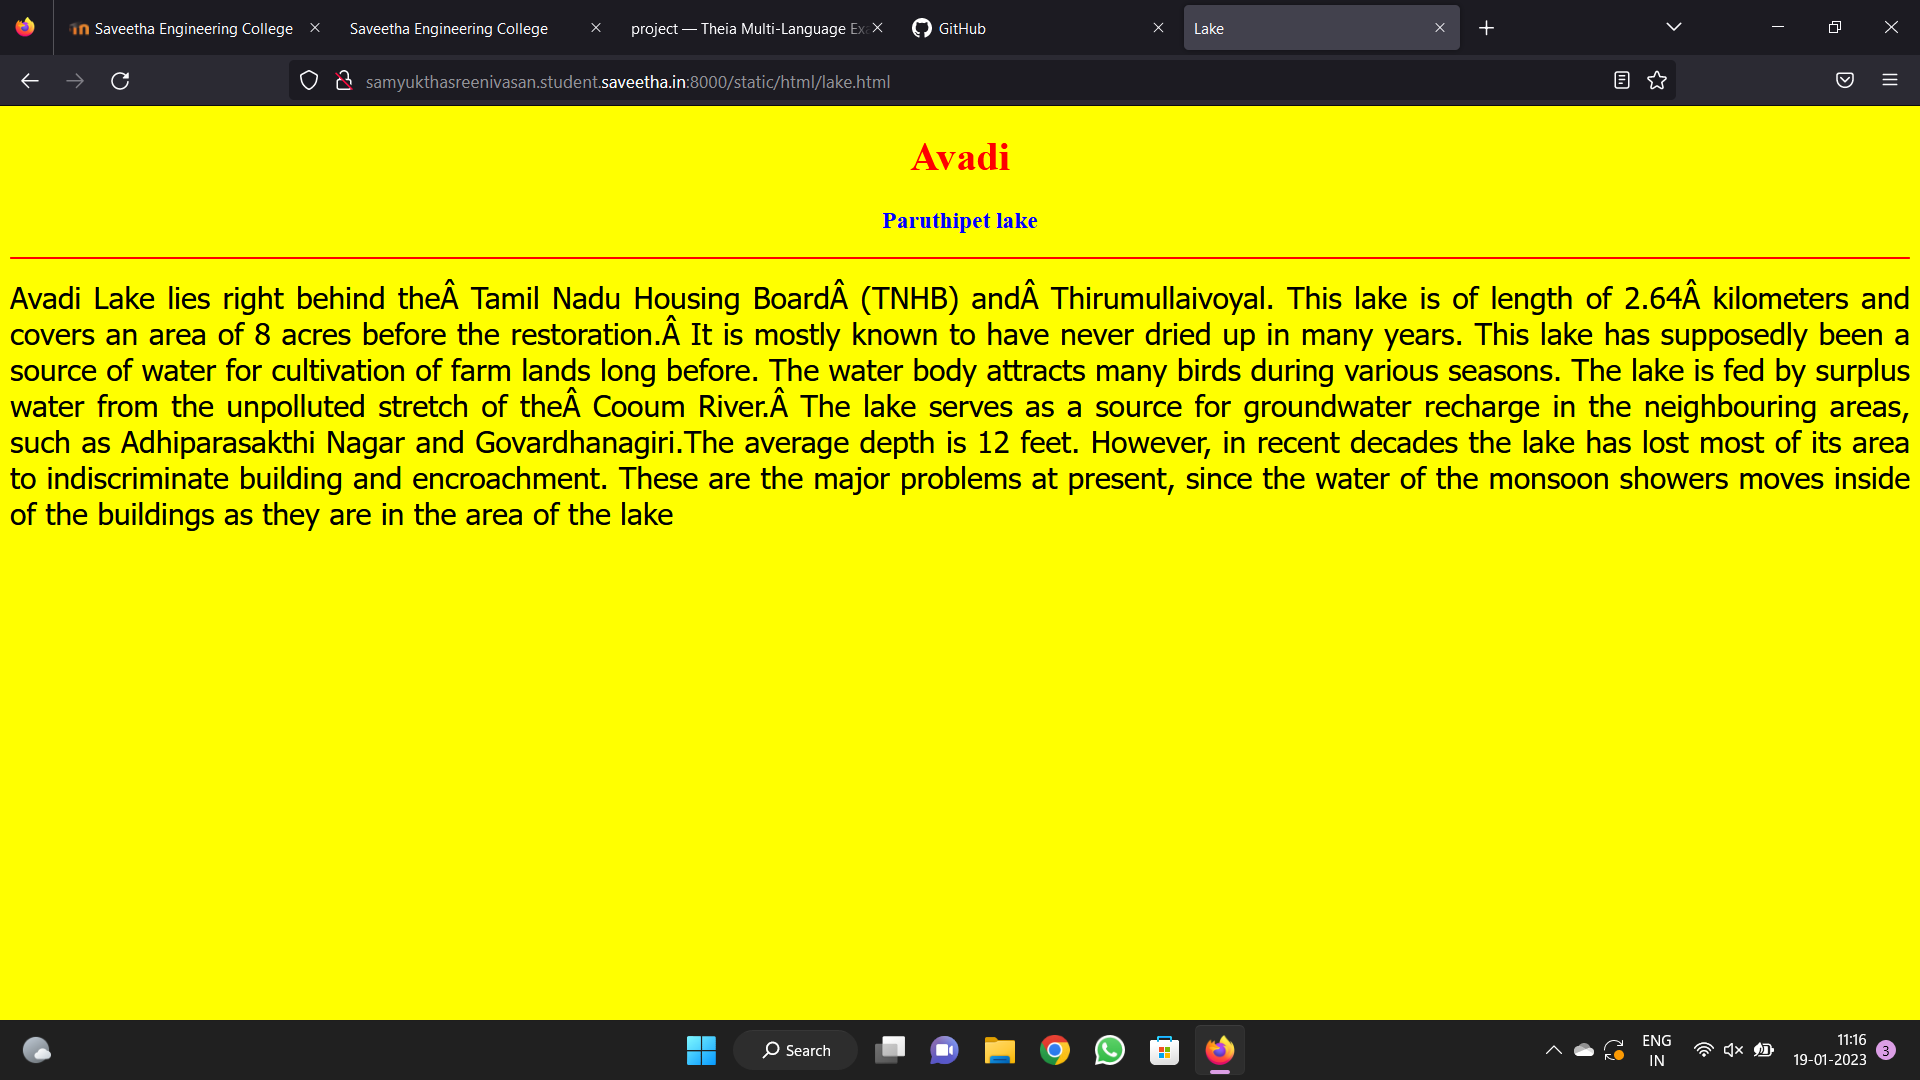 Saveetha Engineering College
Saveetha Engineering College
project — Theia Multi-Language Exa
GitHub
Lake
samyukthasreenivasan.student.saveetha.in:8000/static/html/lake.html
Avadi
Paruthipet lake
Avadi Lake lies right behind theÂ Tamil Nadu Housing BoardÂ (TNHB) andÂ Thirumullaivoyal. This lake is of length of 2.64Â kilometers and
covers an area of 8 acres before the restoration.Â It is mostly known to have never dried up in many years. This lake has supposedly been a
source of water for cultivation of farm lands long before. The water body attracts many birds during various seasons. The lake is fed by surplus
water from the unpolluted stretch of theÂ Cooum River.Â The lake serves as a source for groundwater recharge in the neighbouring areas,
such as Adhiparasakthi Nagar and Govardhanagiri.The average depth is 12 feet. However, in recent decades the lake has lost most of its area
to indiscriminate building and encroachment. These are the major problems at present, since the water of the monsoon showers moves inside
of the buildings as they are in the area of the lake
Search
ENG
IN
11:16
19-01-2023
3